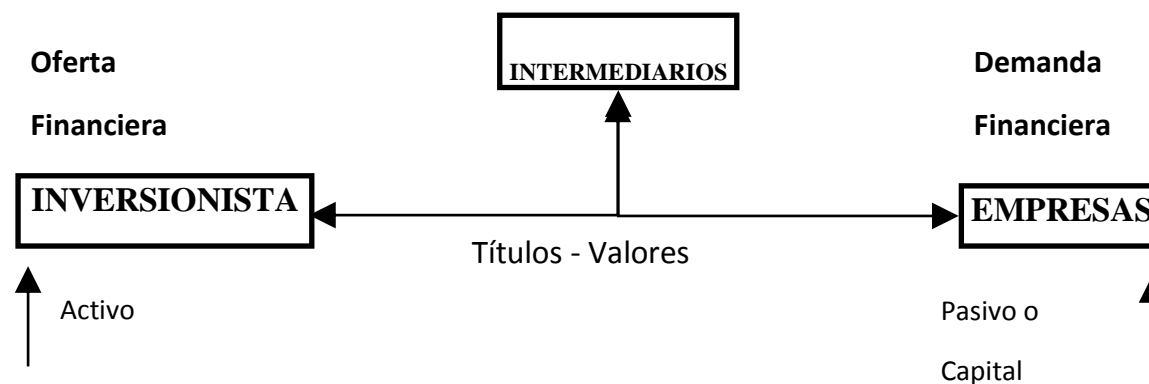 Oferta
Financiera
INTERMEDIARIOS
Demanda
Financiera
INVERSIONISTA
EMPRESAS
Títulos - Valores
Activo
Pasivo o
Capital